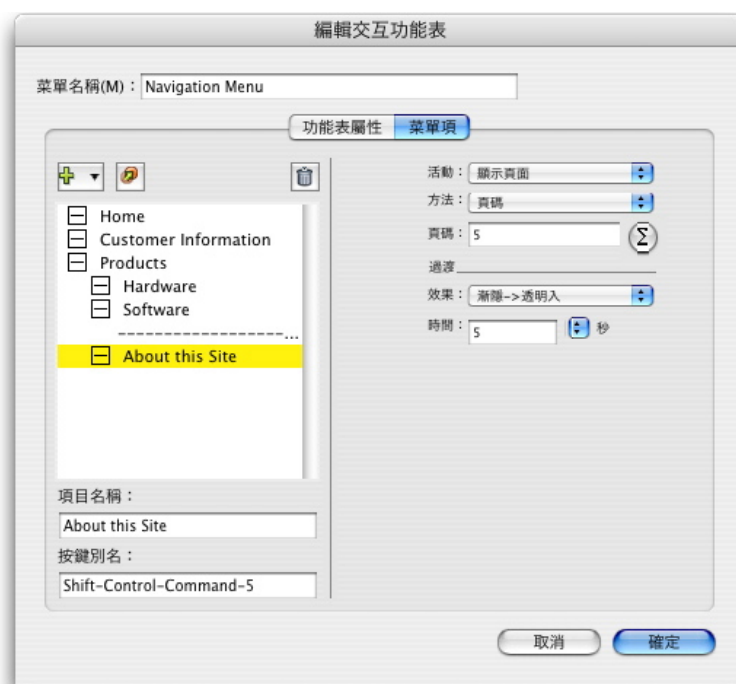 編輯交互功能表
菜單名稱(M)：Navigation Menu
功能表屬性 菜單項
Home
Customer Information
Products
Hardware
Software
-------------------...
About this Site
項目名稱：
About this Site
按鍵別名：
Shift-Control-Command-5
活動：顯示頁面
方法：頁碼
頁碼：5
Σ
過渡
效果：漸隱->透明入
時間：5 秒
取消 確定